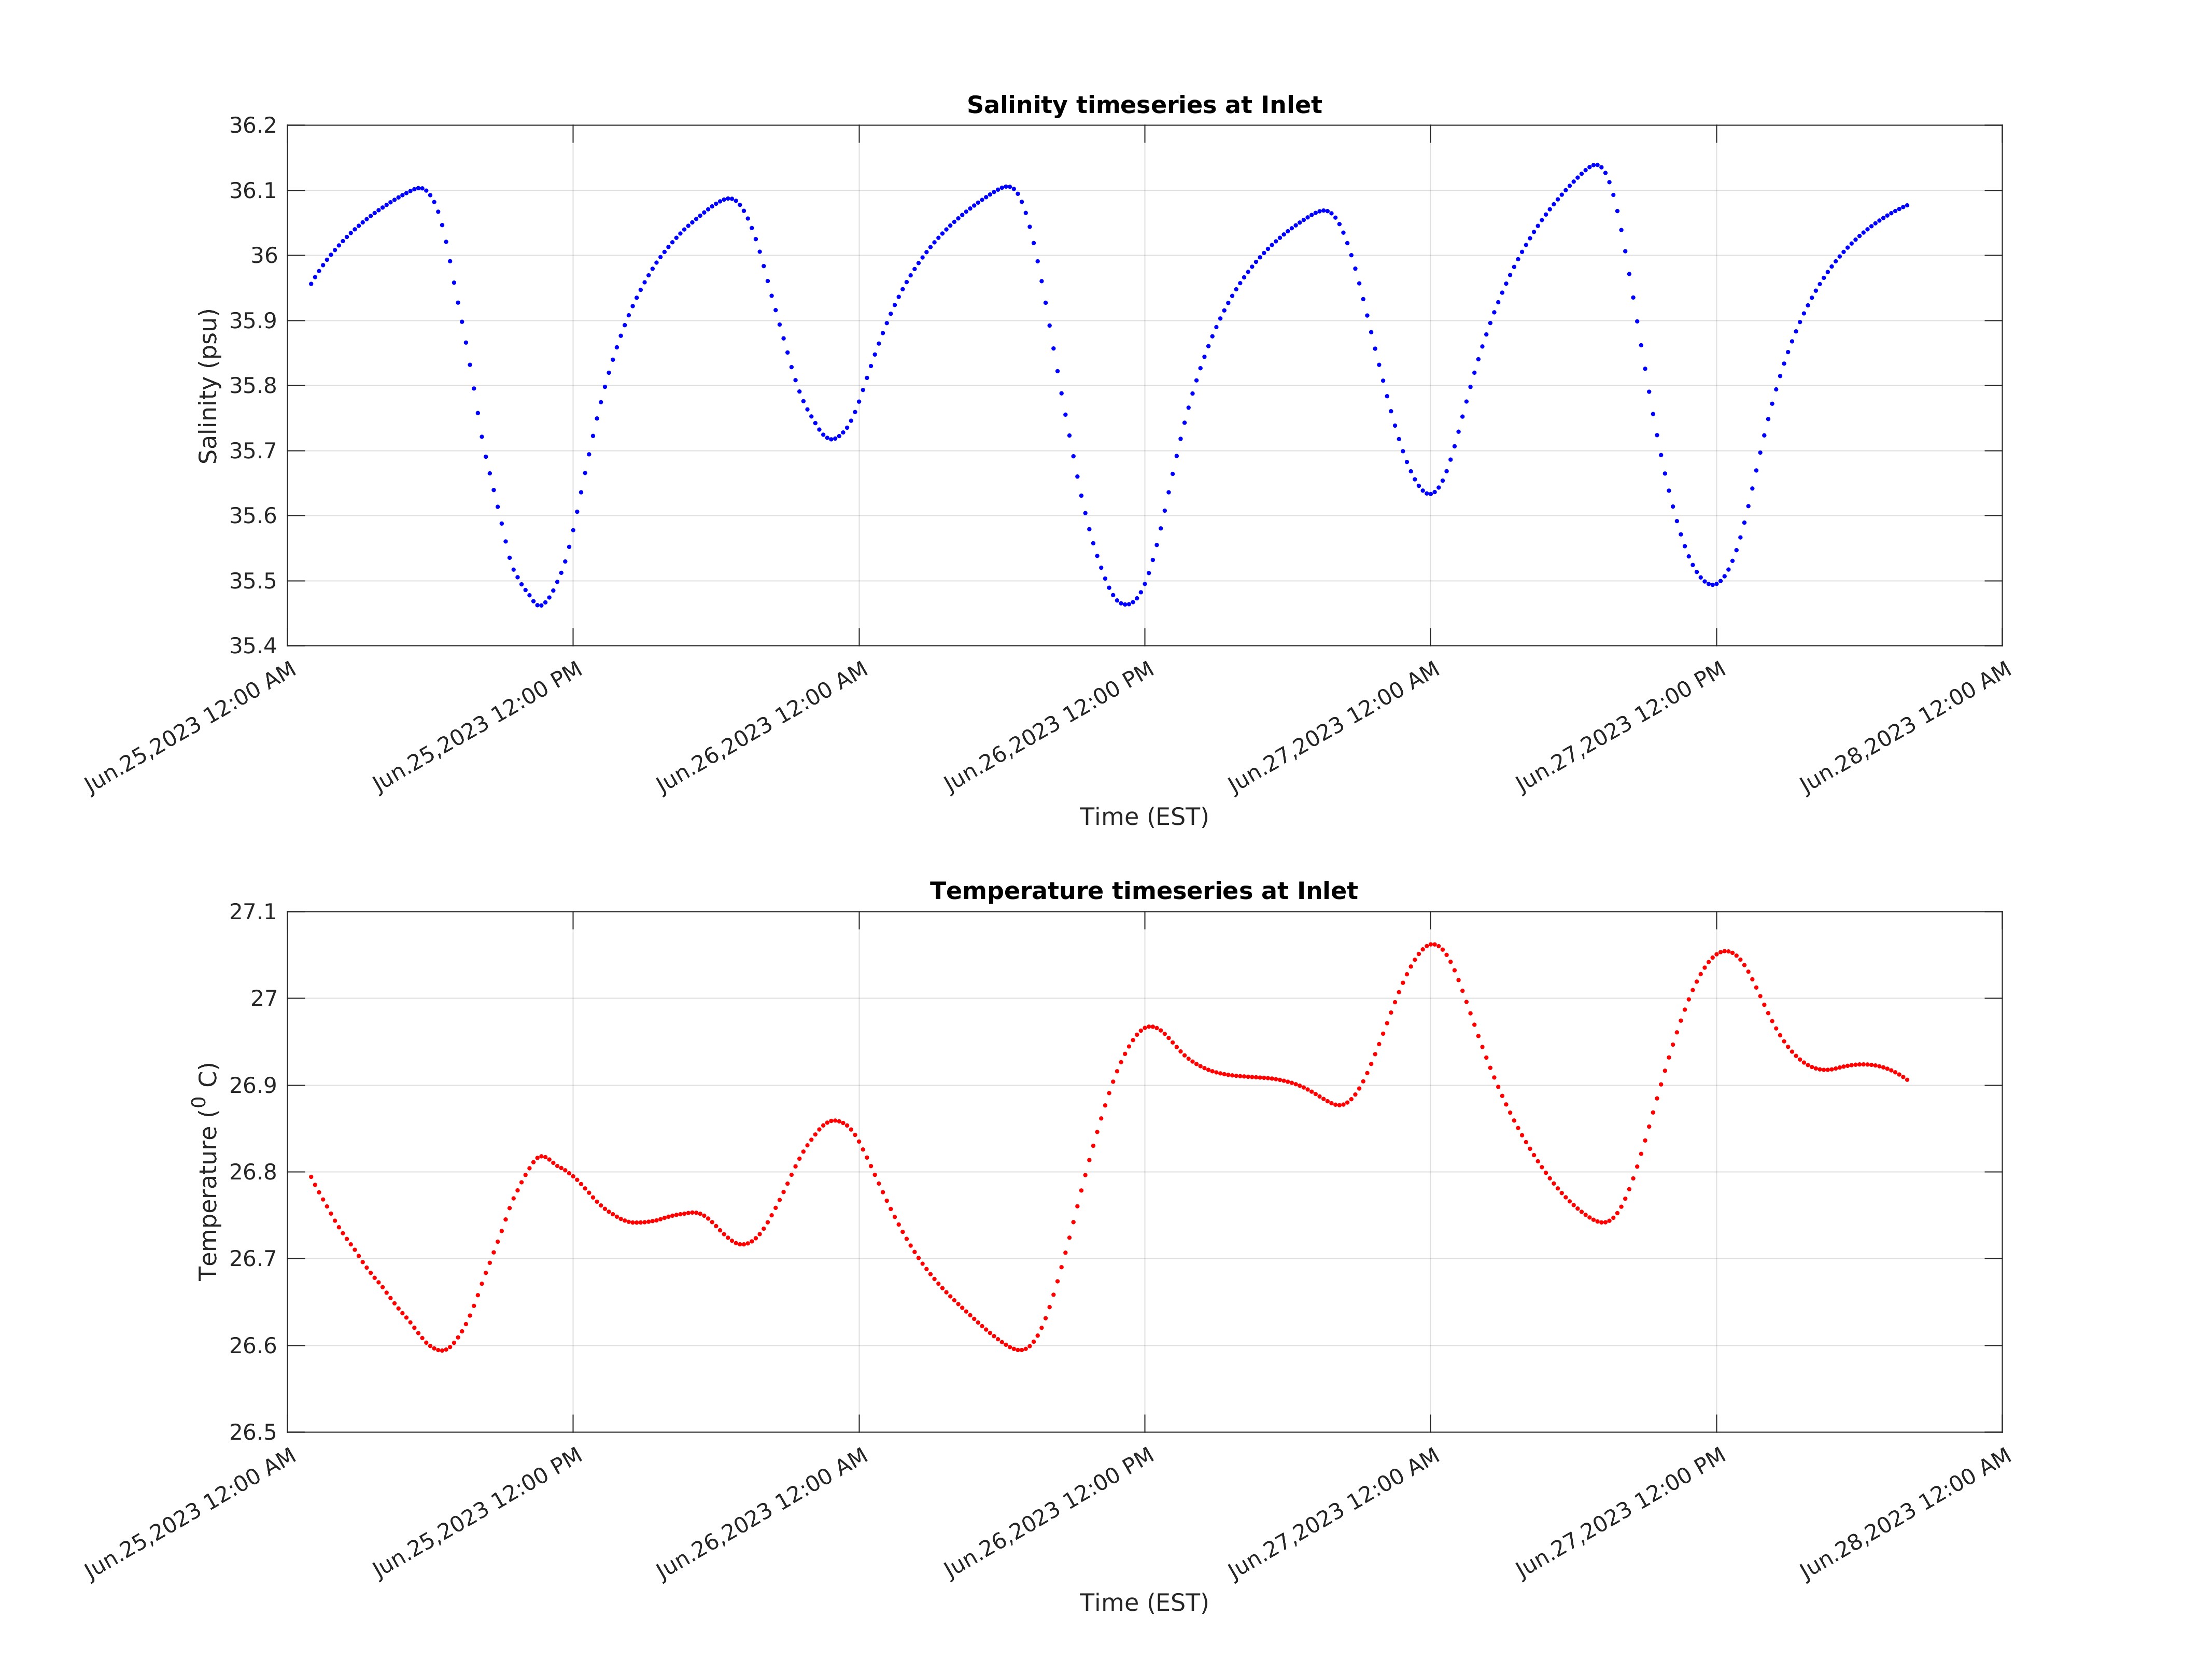 Salinity timeseries at Inlet
36.2
36.1
36
35.9
35.8
35.7
35.6
35.5
35.4
Salinity (psu)
Jun.25,2023 12:00 AM
Jun.25,2023 12:00 PM
Jun.26,2023 12:00 AM
Jun.26,2023 12:00 PM
Jun.27,2023 12:00 AM
Jun.27,2023 12:00 PM
Jun.28,2023 12:00 AM
Time (EST)
Temperature timeseries at Inlet
27.1
27
26.9
26.8
26.7
26.6
26.5
Temperature (⁰ C)
Jun.25,2023 12:00 AM
Jun.25,2023 12:00 PM
Jun.26,2023 12:00 AM
Jun.26,2023 12:00 PM
Jun.27,2023 12:00 AM
Jun.27,2023 12:00 PM
Jun.28,2023 12:00 AM
Time (EST)